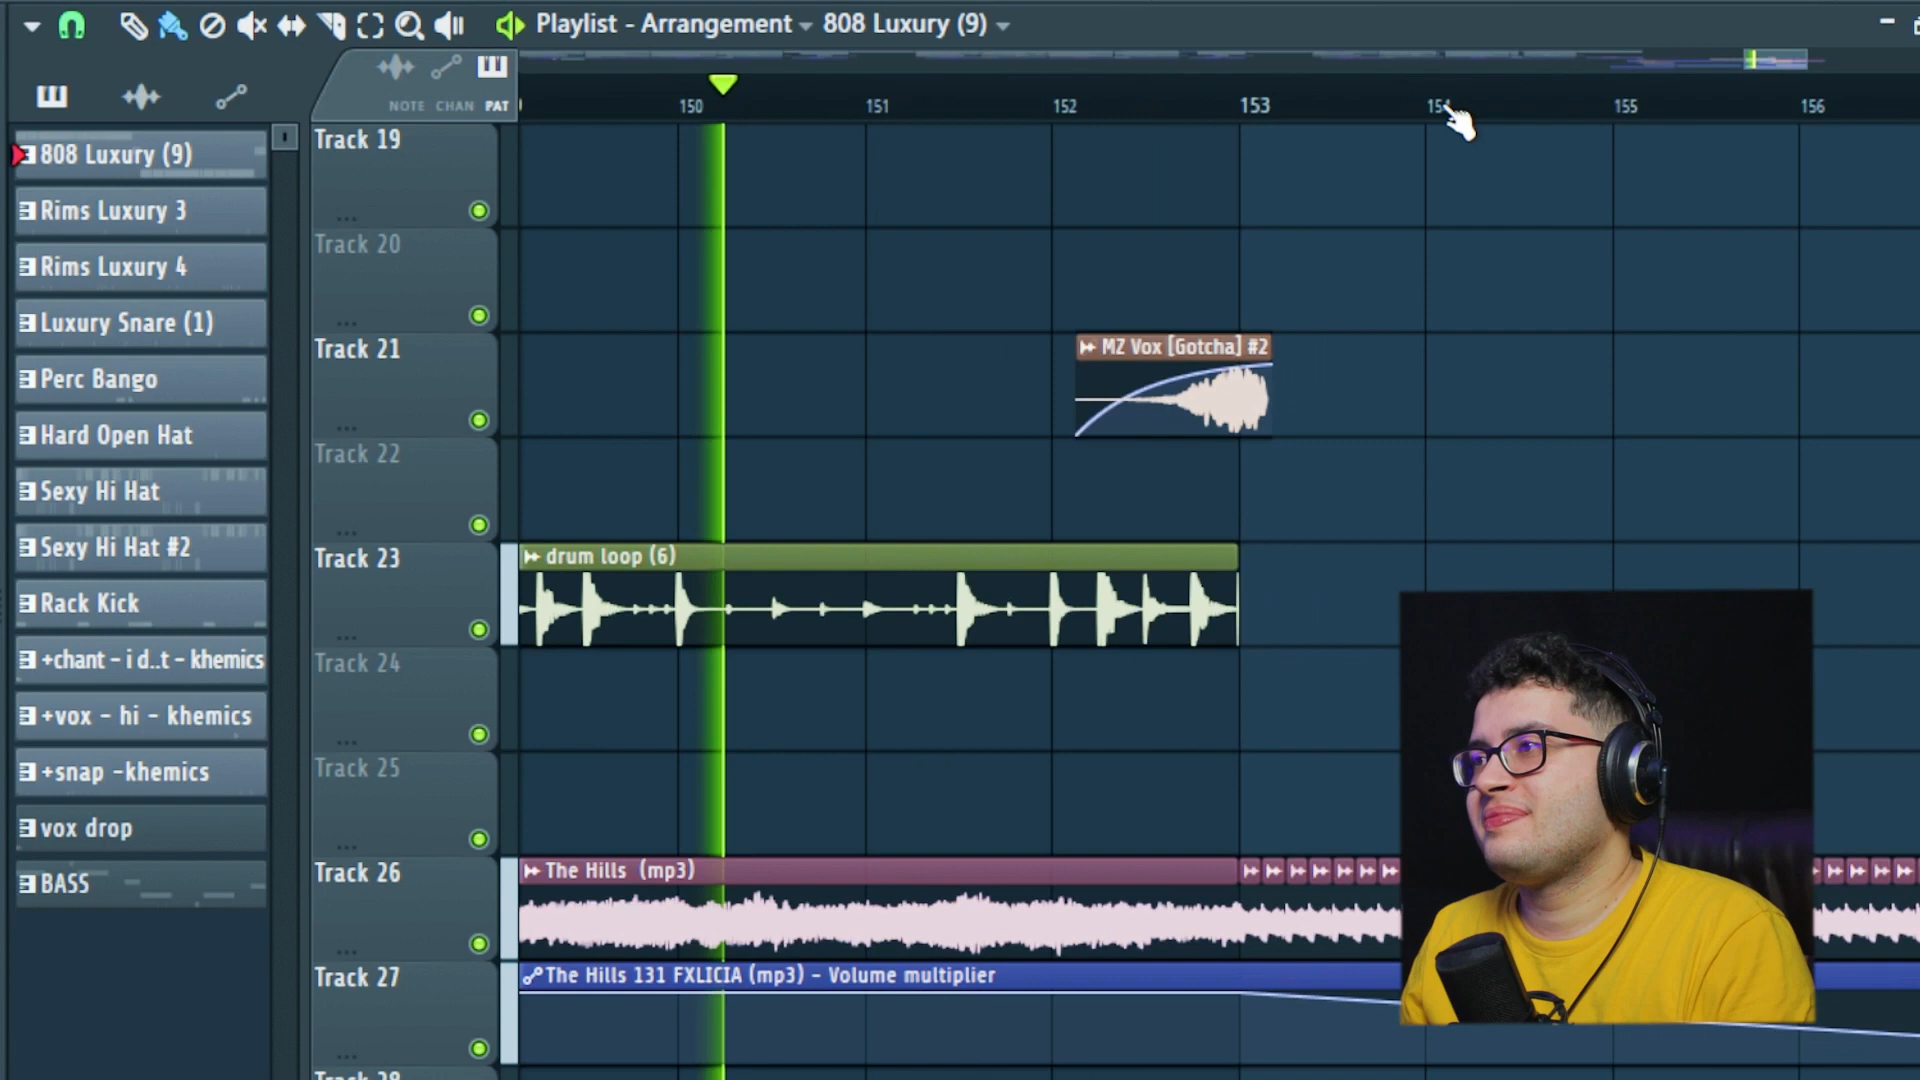 Playlist - Arrangement 808 Luxury (9)
NOTE CHAN PAT
150 151 152 153 154 155 156
808 Luxury (9)
Rims Luxury 3
Rims Luxury 4
Luxury Snare (1)
Perc Bango
Hard Open Hat
Sexy Hi Hat
Sexy Hi Hat #2
Rack Kick
+chant - i d..t - khemics
+vox - hi - khemics
+snap -khemics
vox drop
BASS
Track 19
Track 20
Track 21
MZ Vox [Gotcha] #2
Track 22
Track 23
drum loop (6)
Track 24
Track 25
Track 26
The Hills (mp3)
Track 27
The Hills 131 FXLICIA (mp3) - Volume multiplier
Track 28